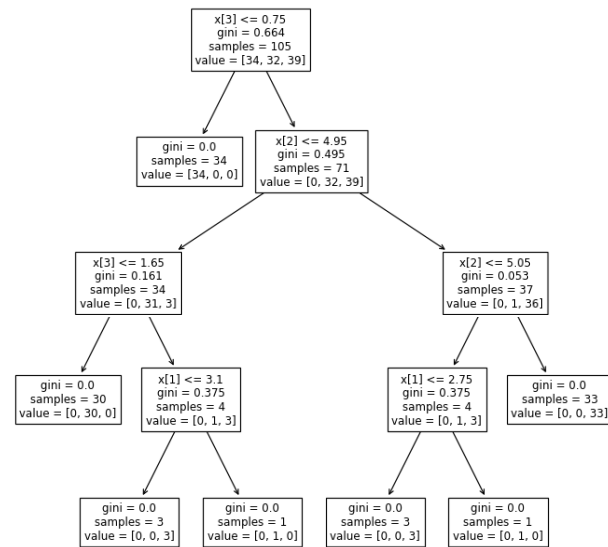 x[3] <= 0.75
gini = 0.664
samples = 105
value = [34, 32, 39]
gini = 0.0
samples = 34
value = [34, 0, 0]
x[2] <= 4.95
gini = 0.495
samples = 71
value = [0, 32, 39]
x[3] <= 1.65
gini = 0.161
samples = 34
value = [0, 31, 3]
x[2] <= 5.05
gini = 0.053
samples = 37
value = [0, 1, 36]
gini = 0.0
samples = 30
value = [0, 30, 0]
x[1] <= 3.1
gini = 0.375
samples = 4
value = [0, 1, 3]
x[1] <= 2.75
gini = 0.375
samples = 4
value = [0, 1, 3]
gini = 0.0
samples = 33
value = [0, 0, 33]
gini = 0.0
samples = 3
value = [0, 0, 3]
gini = 0.0
samples = 1
value = [0, 1, 0]
gini = 0.0
samples = 3
value = [0, 0, 3]
gini = 0.0
samples = 1
value = [0, 1, 0]